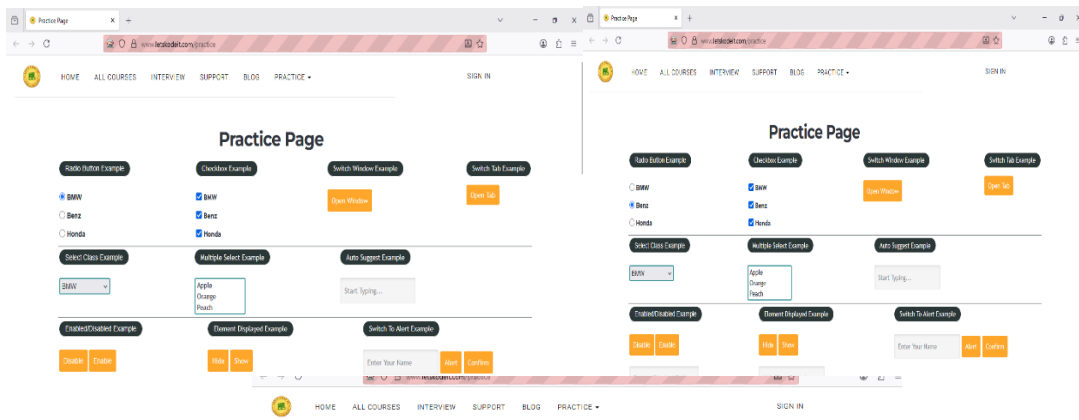 Practice Page
www.letskodeit.com/practice
HOME ALL COURSES INTERVIEW SUPPORT BLOG PRACTICE SIGN IN
Practice Page
Radio Button Example Checkbox Example Switch Window Example Switch Tab Example
BMW BMW Open Window Open Tab
Benz Benz
Honda Honda
Select Class Example Multiple Select Example Auto Suggest Example
BMW Apple Start Typing...
Orange
Peach
Enabled/Disabled Example Element Displayed Example Switch To Alert Example
Disable Enable Hide Show Enter Your Name Alert Confirm
Practice Page
www.letskodeit.com/practice
HOME ALL COURSES INTERVIEW SUPPORT BLOG PRACTICE SIGN IN
Practice Page
Radio Button Example Checkbox Example Switch Window Example Switch Tab Example
BMW BMW Open Window Open Tab
Benz Benz
Honda Honda
Select Class Example Multiple Select Example Auto Suggest Example
BMW Apple Start Typing...
Orange
Peach
Enabled/Disabled Example Element Displayed Example Switch To Alert Example
Disable Enable Hide Show Enter Your Name Alert Confirm
www.letskodeit.com/practice
HOME ALL COURSES INTERVIEW SUPPORT BLOG PRACTICE SIGN IN